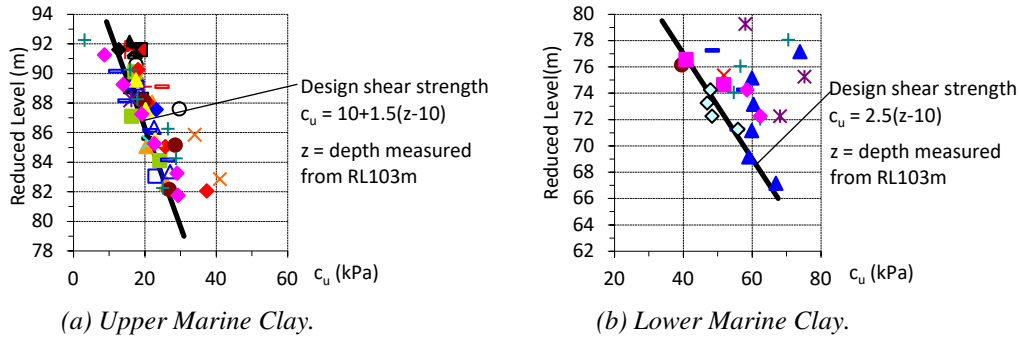 94
92
90
88
86
84
82
80
78
Reduced Level (m)
0
20
40
60
c_u (kPa)
Design shear strength
c_u = 10+1.5(z-10)
z = depth measured
from RL103m
(a) Upper Marine Clay.
80
78
76
74
72
70
68
66
64
62
Reduced Level(m)
20
40
60
80
c_u (kPa)
Design shear strength
c_u = 2.5(z-10)
z = depth measured
from RL103m
(b) Lower Marine Clay.